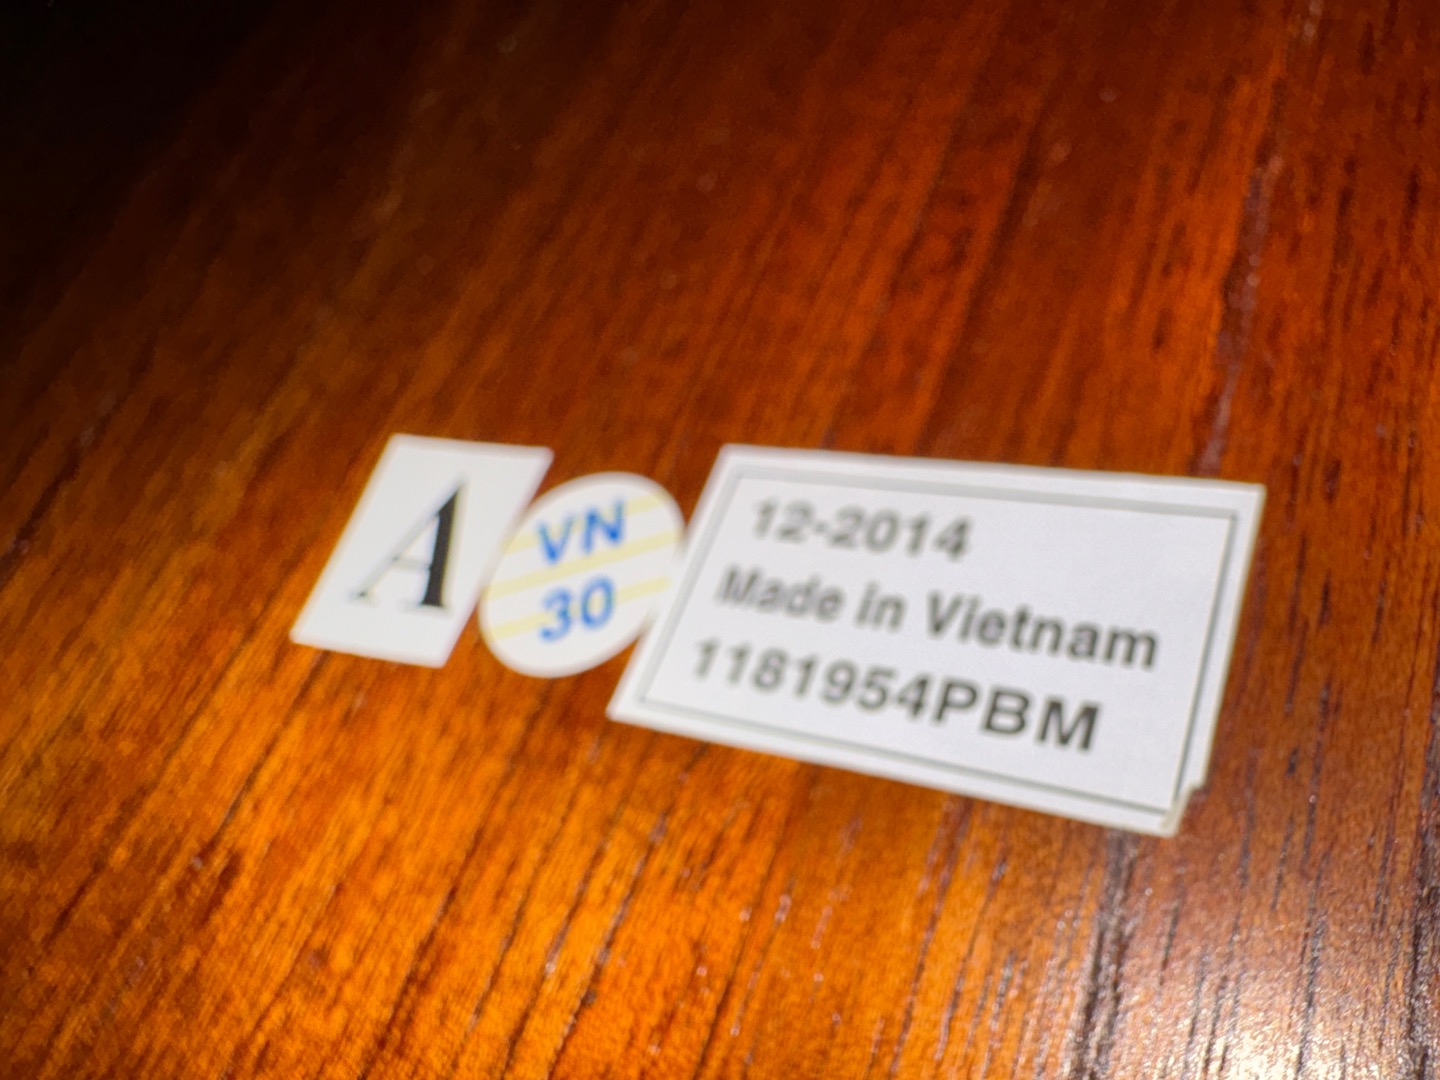 A
VN
30
12-2014
Made in Vietnam
1181954PBM